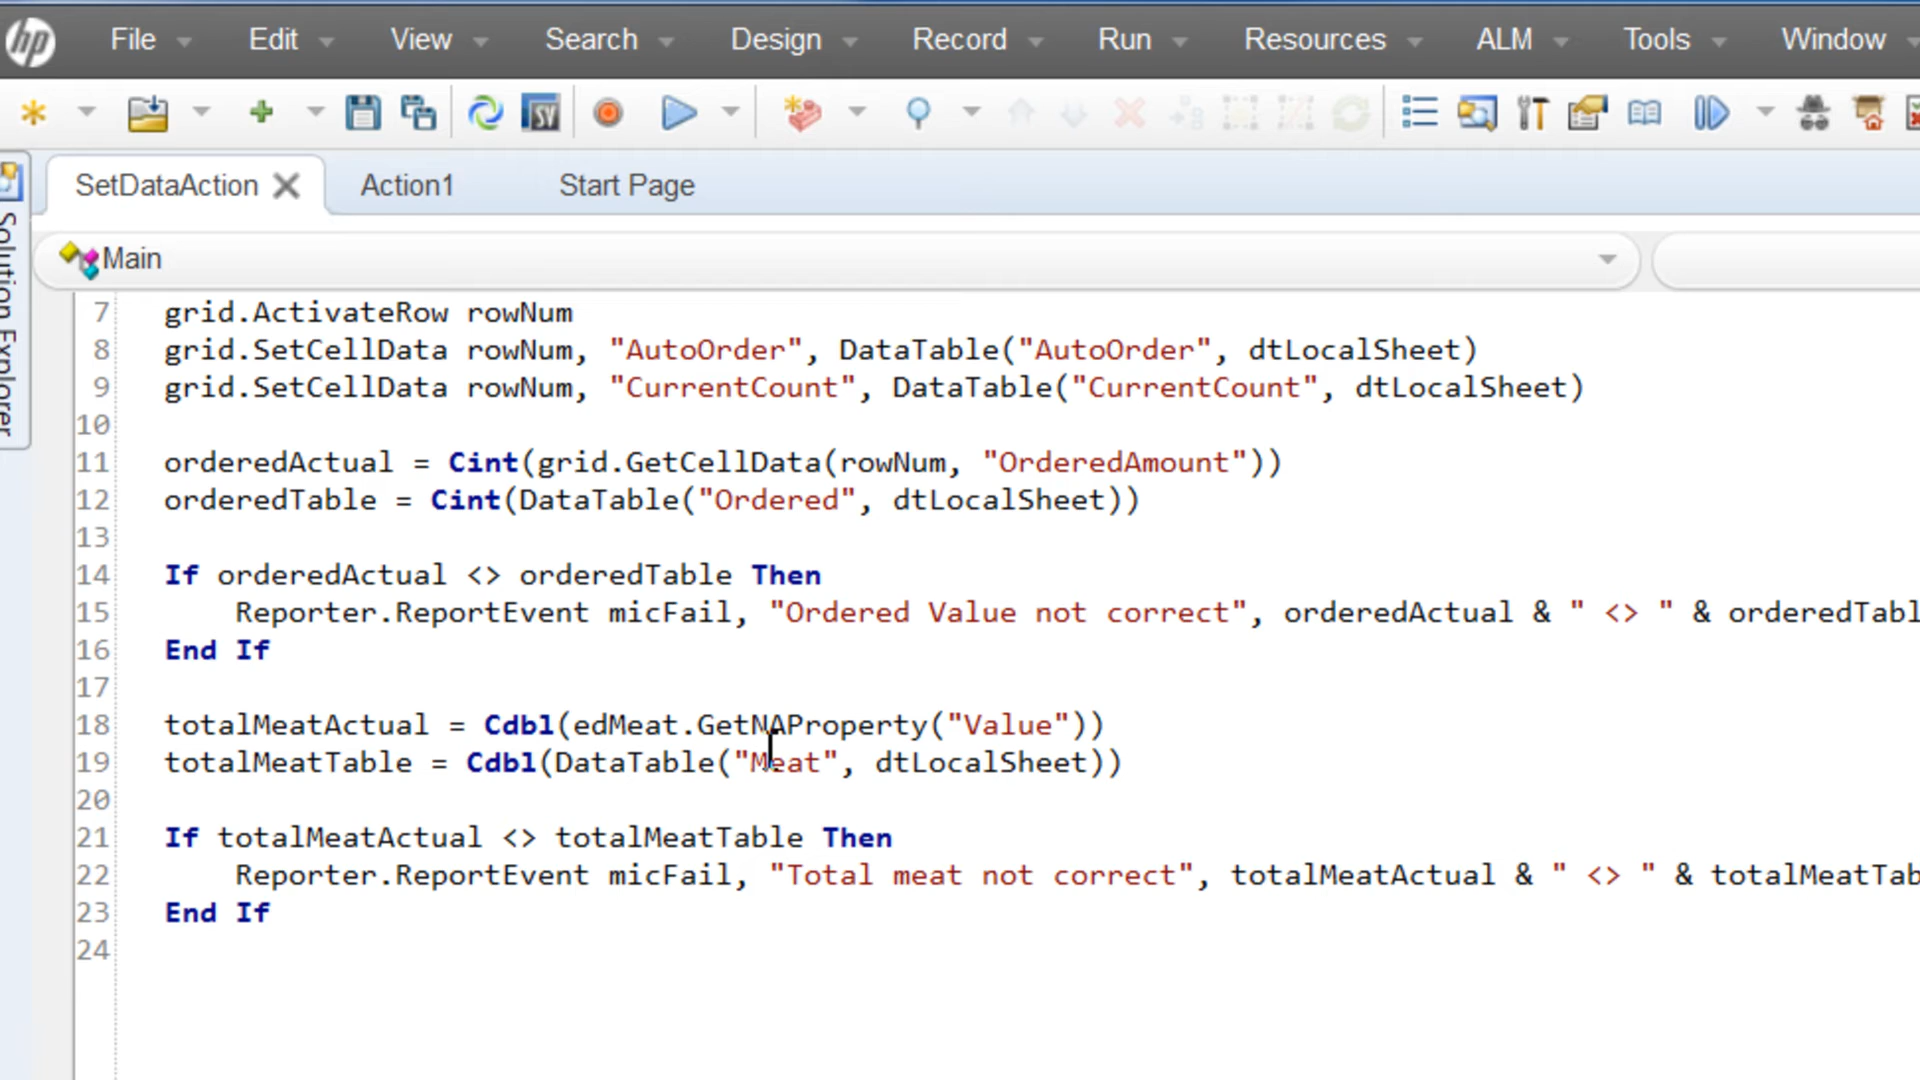 hp File Edit View Search Design Record Run Resources ALM Tools Window
SV
SetDataAction Action1 Start Page
Solution Explorer
Main
7 grid.ActivateRow rowNum
8 grid.SetCellData rowNum, "AutoOrder", DataTable("AutoOrder", dtLocalSheet)
9 grid.SetCellData rowNum, "CurrentCount", DataTable("CurrentCount", dtLocalSheet)
10
11 orderedActual = Cint(grid.GetCellData(rowNum, "OrderedAmount"))
12 orderedTable = Cint(DataTable("Ordered", dtLocalSheet))
13
14 If orderedActual <> orderedTable Then
15 Reporter.ReportEvent micFail, "Ordered Value not correct", orderedActual & " <> " & orderedTabl
16 End If
17
18 totalMeatActual = Cdbl(edMeat.GetNAProperty("Value"))
19 totalMeatTable = Cdbl(DataTable("Meat", dtLocalSheet))
20
21 If totalMeatActual <> totalMeatTable Then
22 Reporter.ReportEvent micFail, "Total meat not correct", totalMeatActual & " <> " & totalMeatTab
23 End If
24